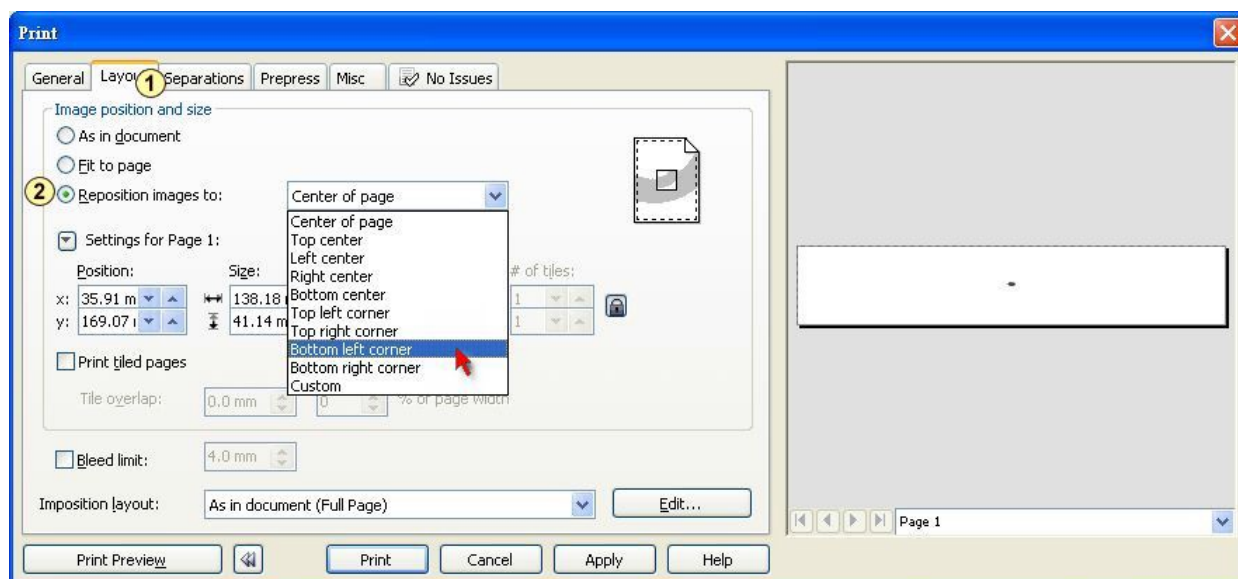 Print
General Layou 1 Separations Prepress Misc No Issues
Image position and size
As in document
Fit to page
2 Reposition images to: Center of page
Center of page
Top center
Left center
Right center
Bottom center
Top left corner
Top right corner
Bottom left corner
Bottom right corner
Custom
Settings for Page 1:
Position: Size: # of tiles:
x: 35.91 m 138.18 1
y: 169.07 41.14 m 1
Print tiled pages
Tile overlap: 0.0 mm 0 % of page width
Bleed limit: 4.0 mm
Imposition layout: As in document (Full Page) Edit...
Page 1
Print Preview Print Cancel Apply Help